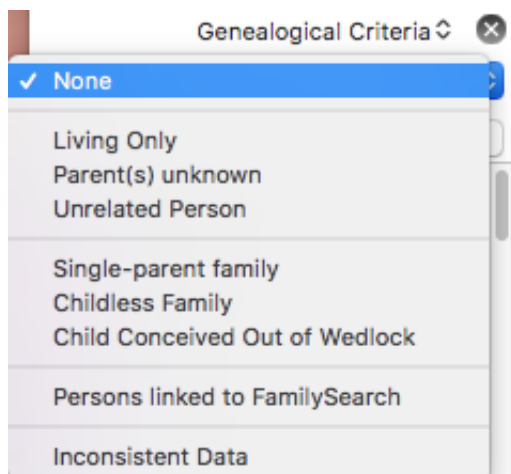 Genealogical Criteria
None
Living Only
Parent(s) unknown
Unrelated Person
Single-parent family
Childless Family
Child Conceived Out of Wedlock
Persons linked to FamilySearch
Inconsistent Data